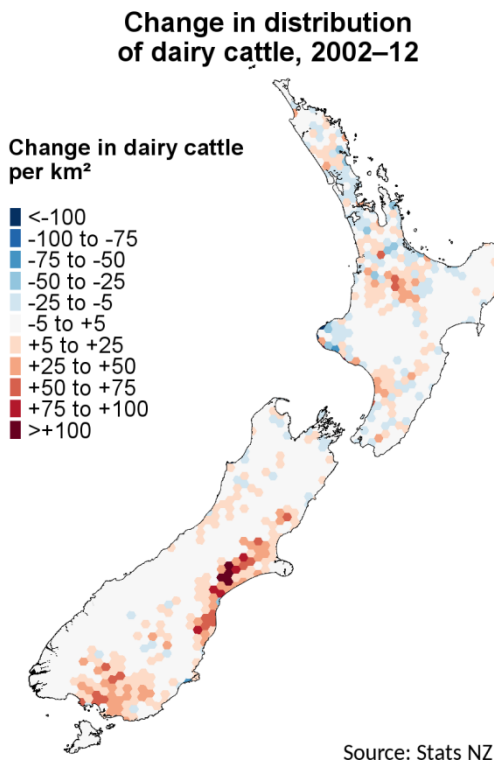 Change in distribution
of dairy cattle, 2002–12
Change in dairy cattle
per km²
<-100
-100 to -75
-75 to -50
-50 to -25
-25 to -5
-5 to +5
+5 to +25
+25 to +50
+50 to +75
+75 to +100
>+100
Source: Stats NZ